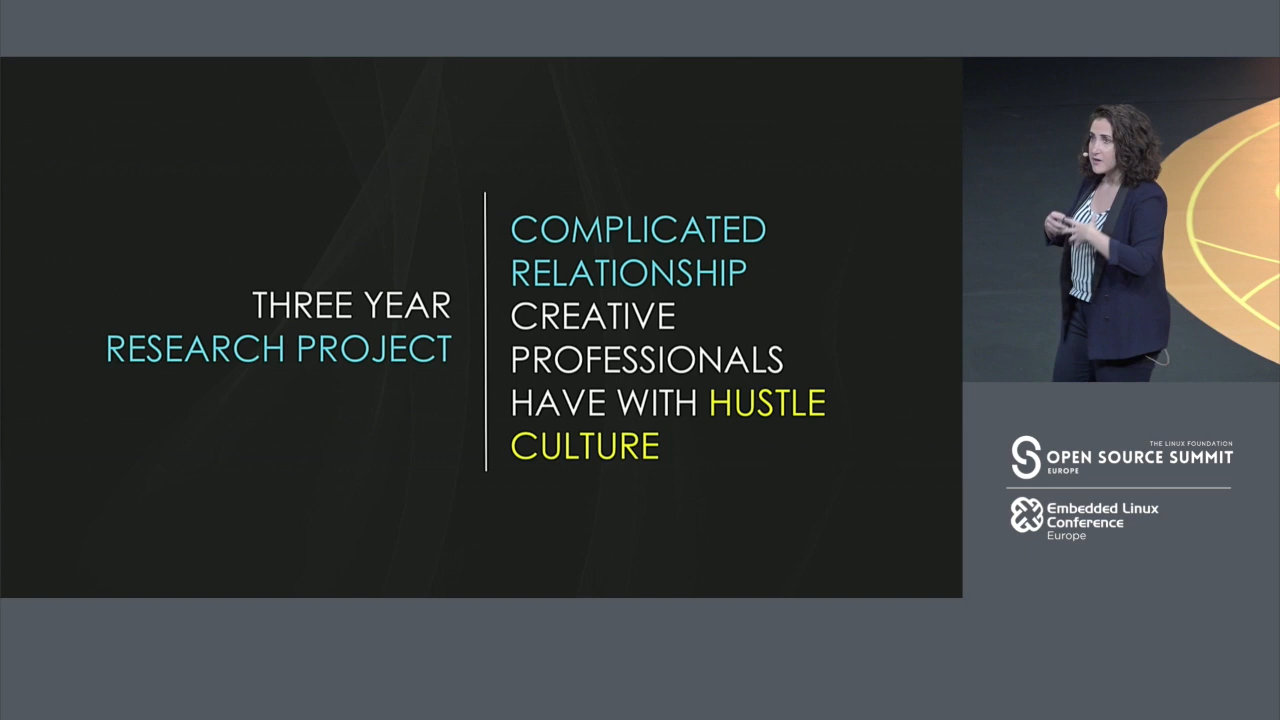 THREE YEAR
RESEARCH PROJECT
COMPLICATED
RELATIONSHIP
CREATIVE
PROFESSIONALS
HAVE WITH HUSTLE
CULTURE
THE LINUX FOUNDATION
OPEN SOURCE SUMMIT
EUROPE
Embedded Linux
Conference
Europe